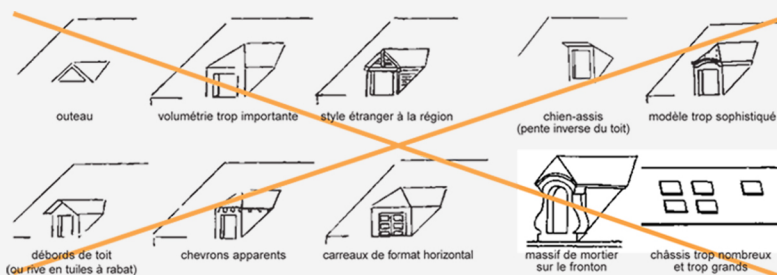 outeau
volumétrie trop importante
style étranger à la région
chien-assis
(pente inverse du toit)
modèle trop sophistiqué
débords de toit
(ou rive en tuiles à rabat)
chevrons apparents
carreaux de format horizontal
massif de mortier
sur le fronton
châssis trop nombreux
et trop grands